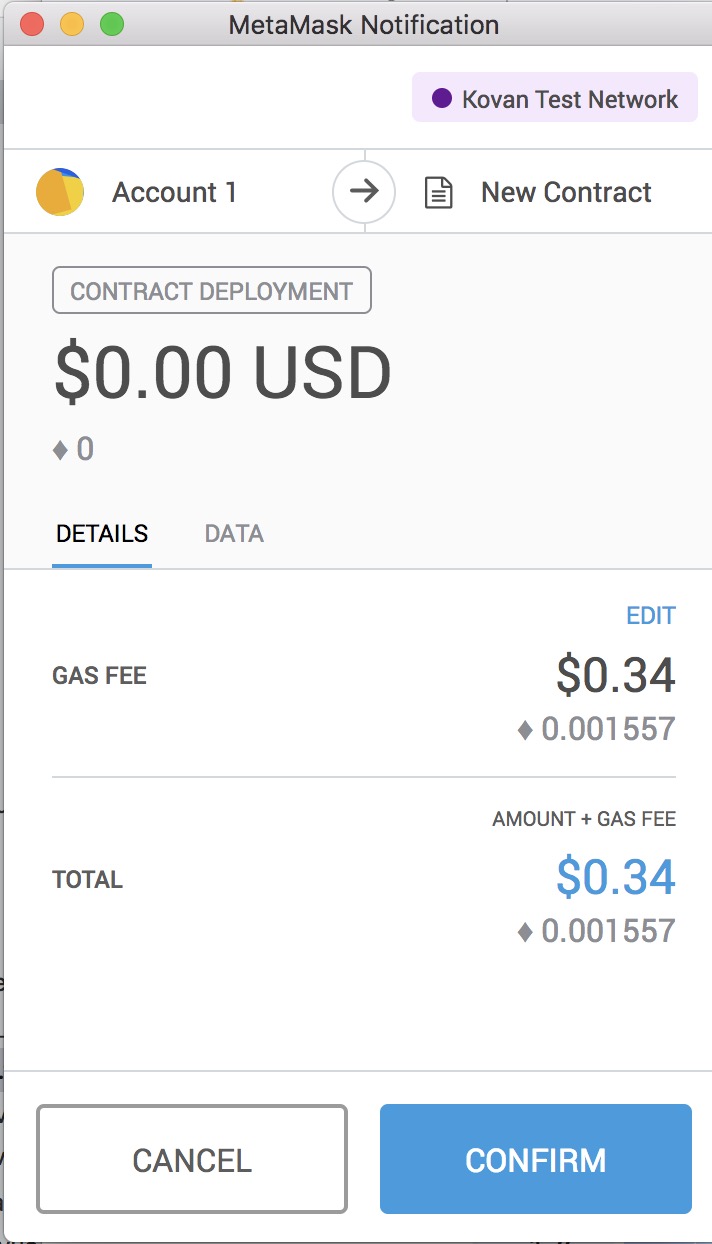 MetaMask Notification
Kovan Test Network
Account 1
New Contract
CONTRACT DEPLOYMENT
$0.00 USD
♦ 0
DETAILS DATA
EDIT
GAS FEE $0.34
♦ 0.001557
AMOUNT + GAS FEE
TOTAL $0.34
♦ 0.001557
CANCEL CONFIRM